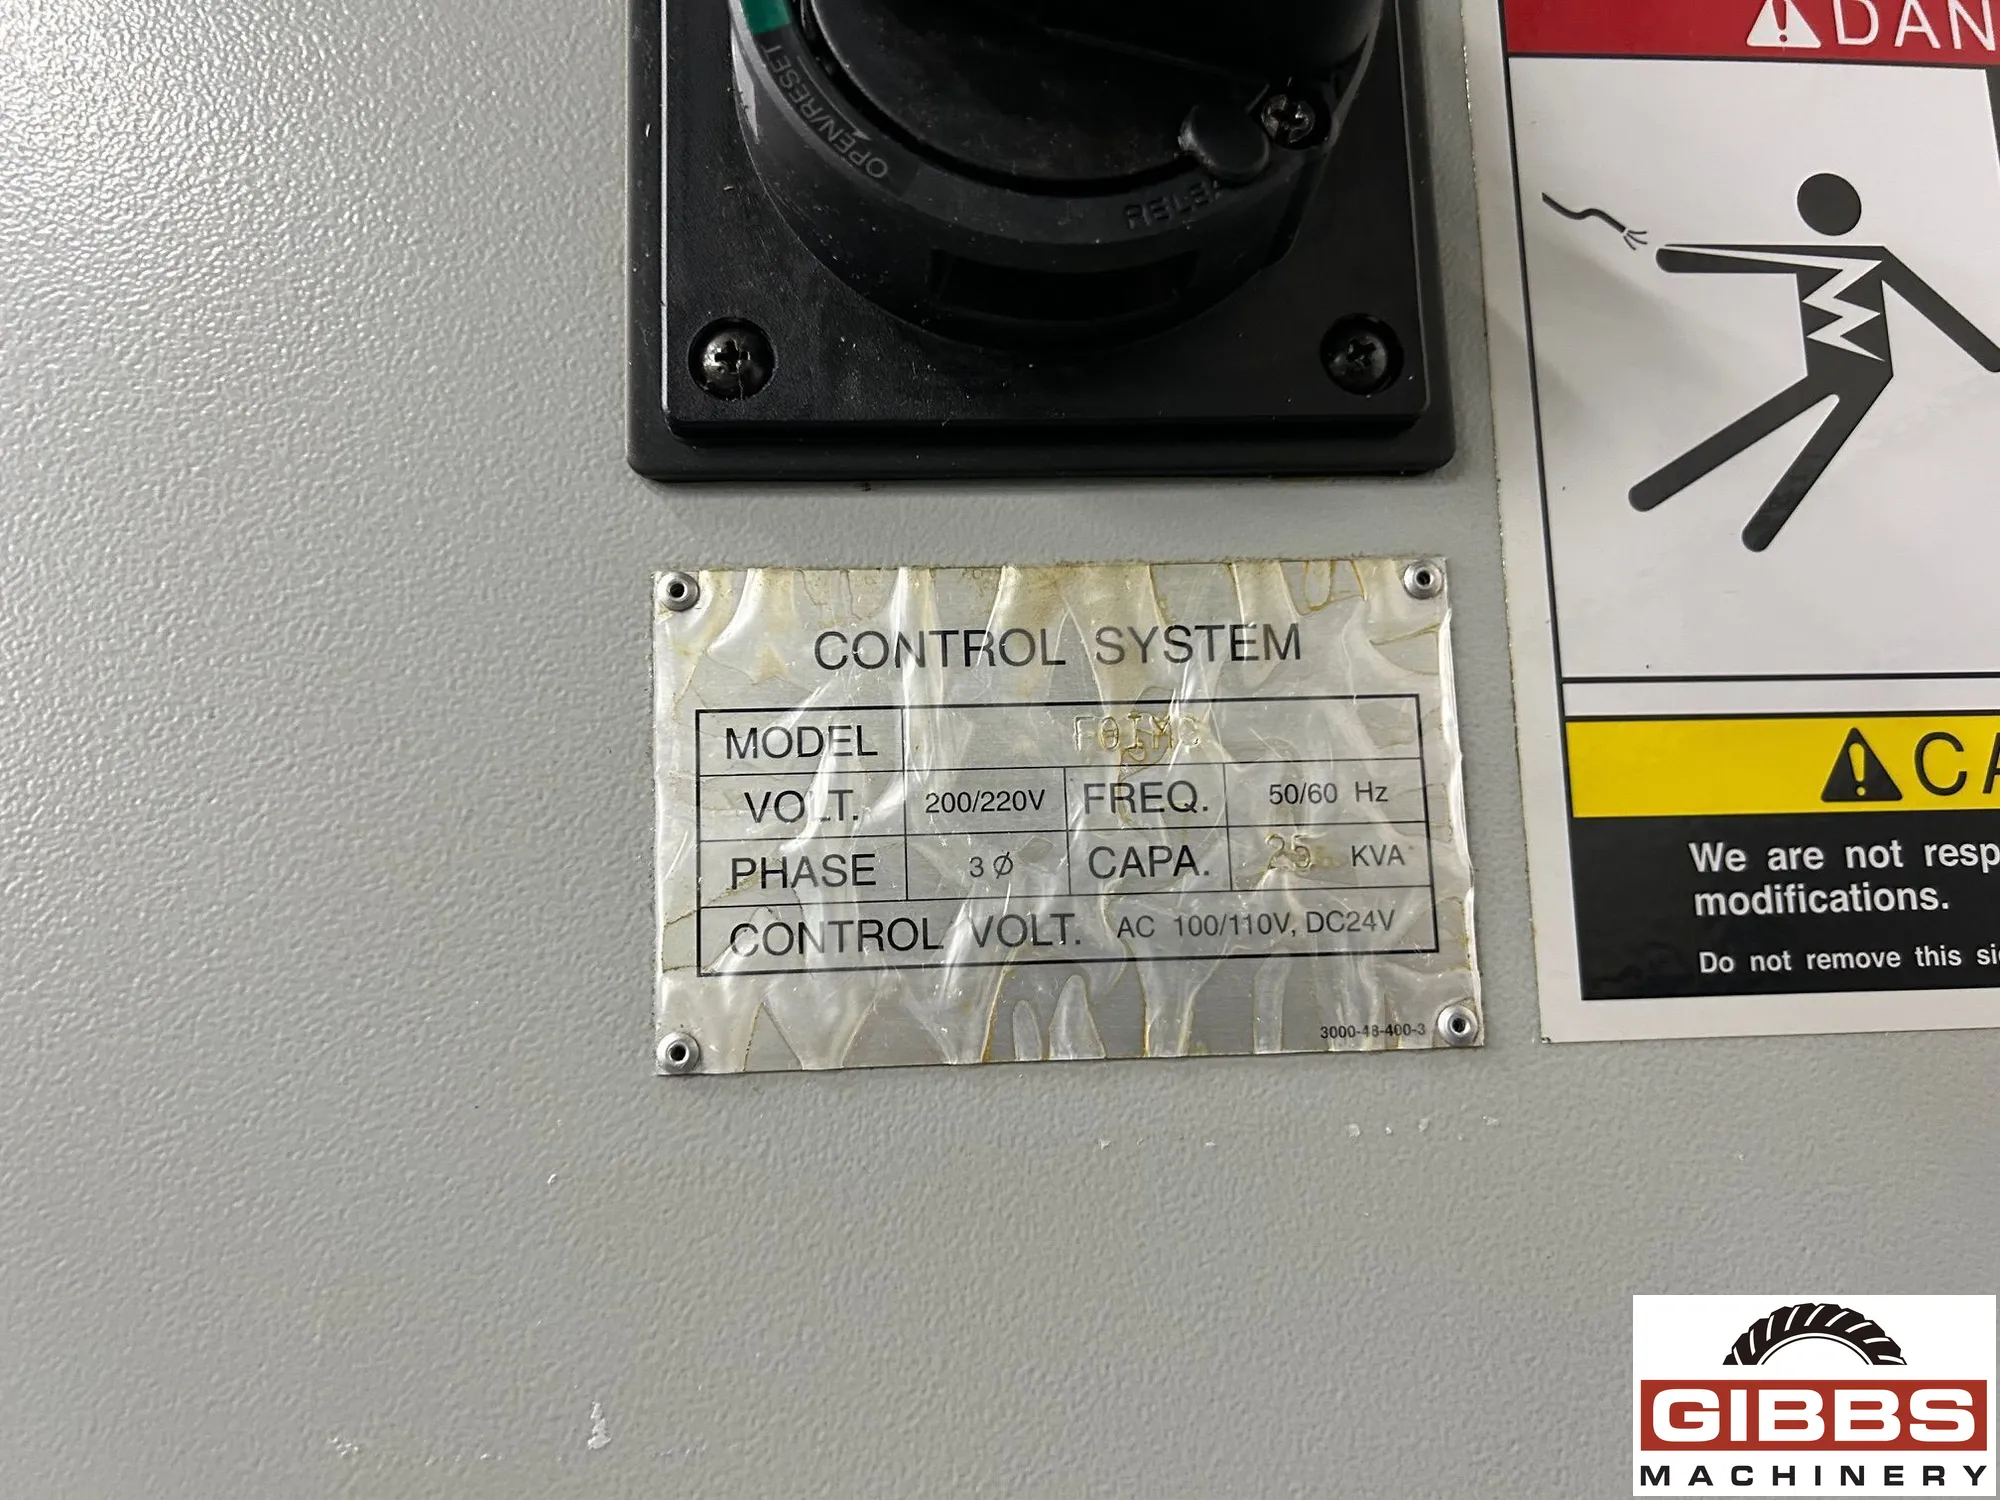 OPEN/RESET
DAN
CONTROL SYSTEM
MODEL F0IMC
VOLT. 200/220V FREQ. 50/60 Hz
PHASE 3Ø CAPA. 25 KVA
CONTROL VOLT. AC 100/110V, DC24V
3000-48-400-3
CA
We are not resp
modifications.
Do not remove this si
GIBBS
MACHINERY